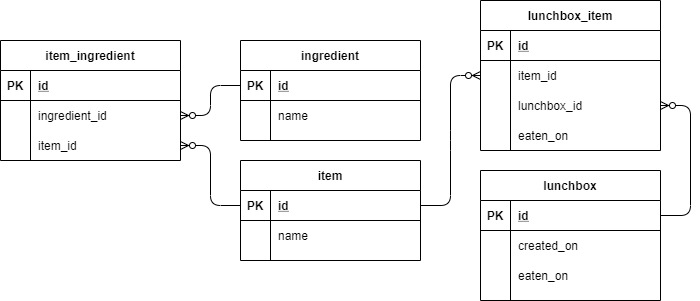 item_ingredient
PK id
ingredient_id
item_id
ingredient
PK id
name
item
PK id
name
lunchbox_item
PK id
item_id
lunchbox_id
eaten_on
lunchbox
PK id
created_on
eaten_on